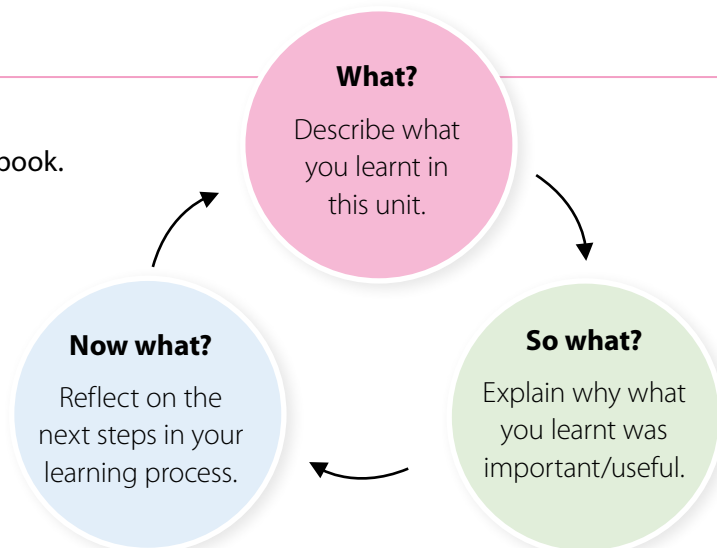 book.
What?
Describe what
you learnt in
this unit.
So what?
Explain why what
you learnt was
important/useful.
Now what?
Reflect on the
next steps in your
learning process.